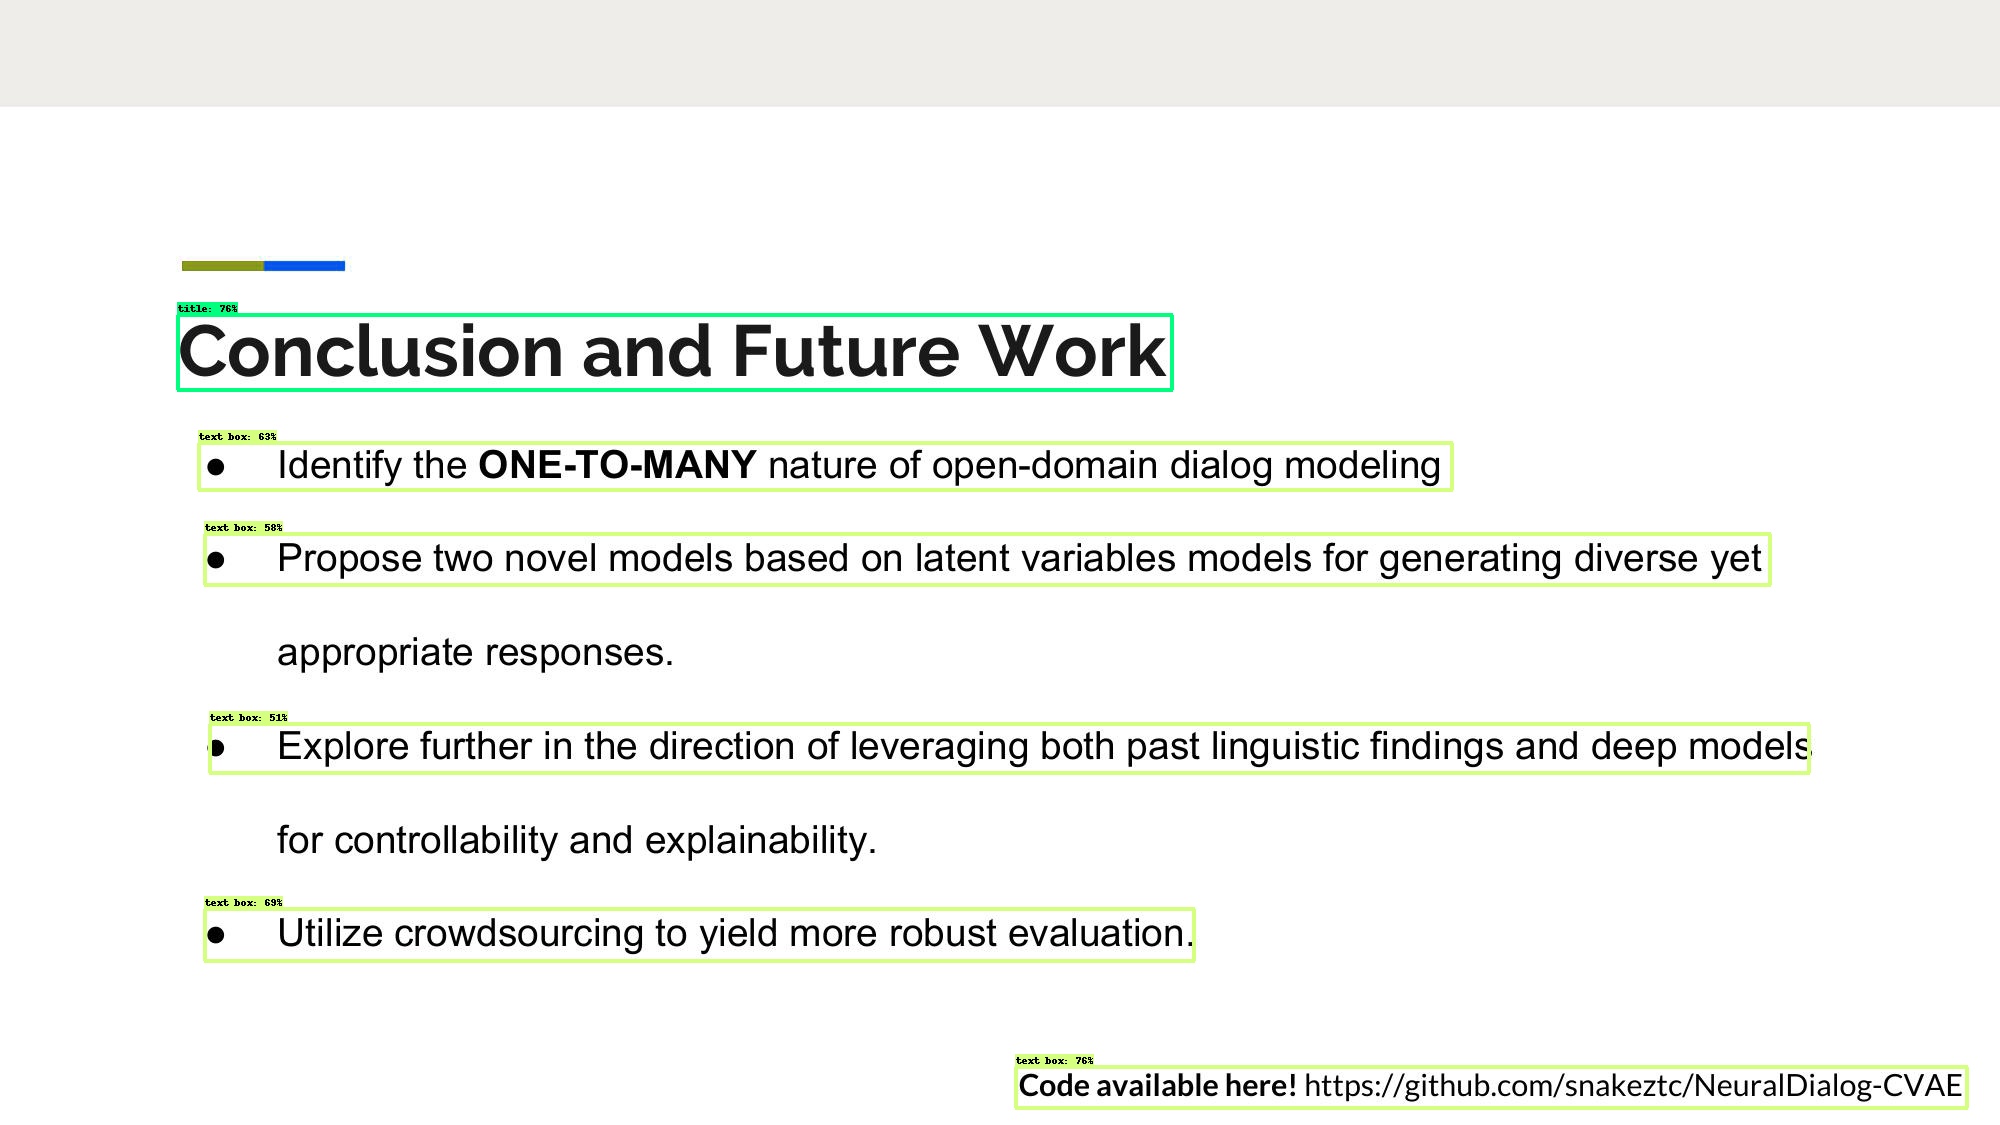 title: 76%
Conclusion and Future Work
text box: 63%
● Identify the ONE-TO-MANY nature of open-domain dialog modeling
text box: 58%
● Propose two novel models based on latent variables models for generating diverse yet
appropriate responses.
text box: 51%
● Explore further in the direction of leveraging both past linguistic findings and deep models
for controllability and explainability.
text box: 69%
● Utilize crowdsourcing to yield more robust evaluation.
text box: 76%
Code available here! https://github.com/snakeztc/NeuralDialog-CVAE